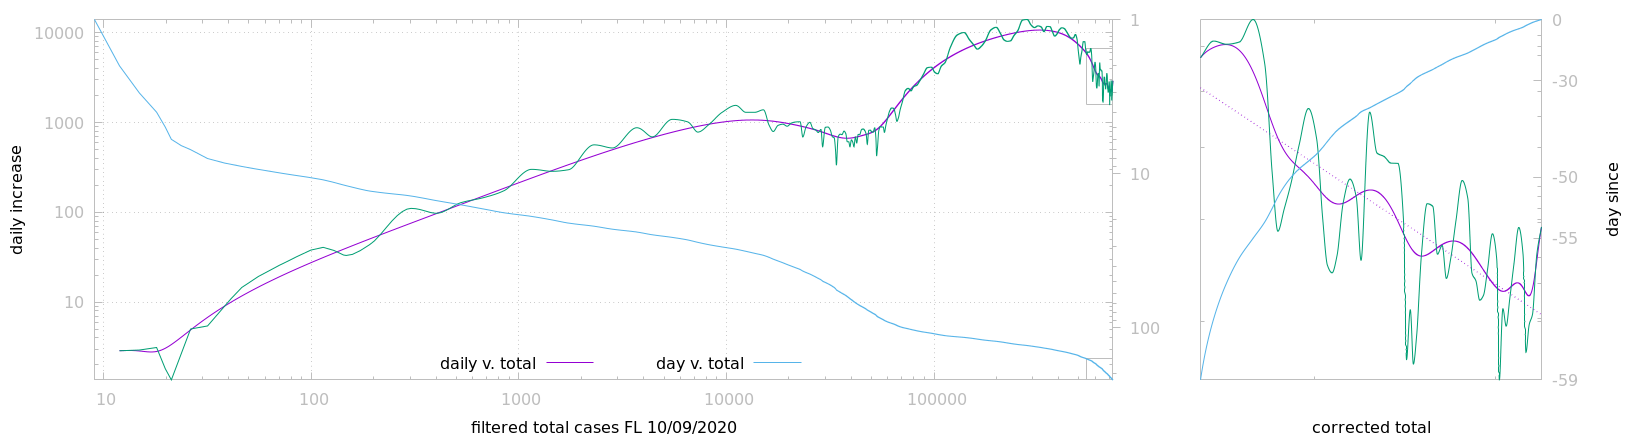 10000
1000
100
10
daily increase
10
100
1000
10000
100000
filtered total cases FL 10/09/2020
daily v. total
day v. total
1
10
100
0
-30
-50
-55
-59
day since
corrected total